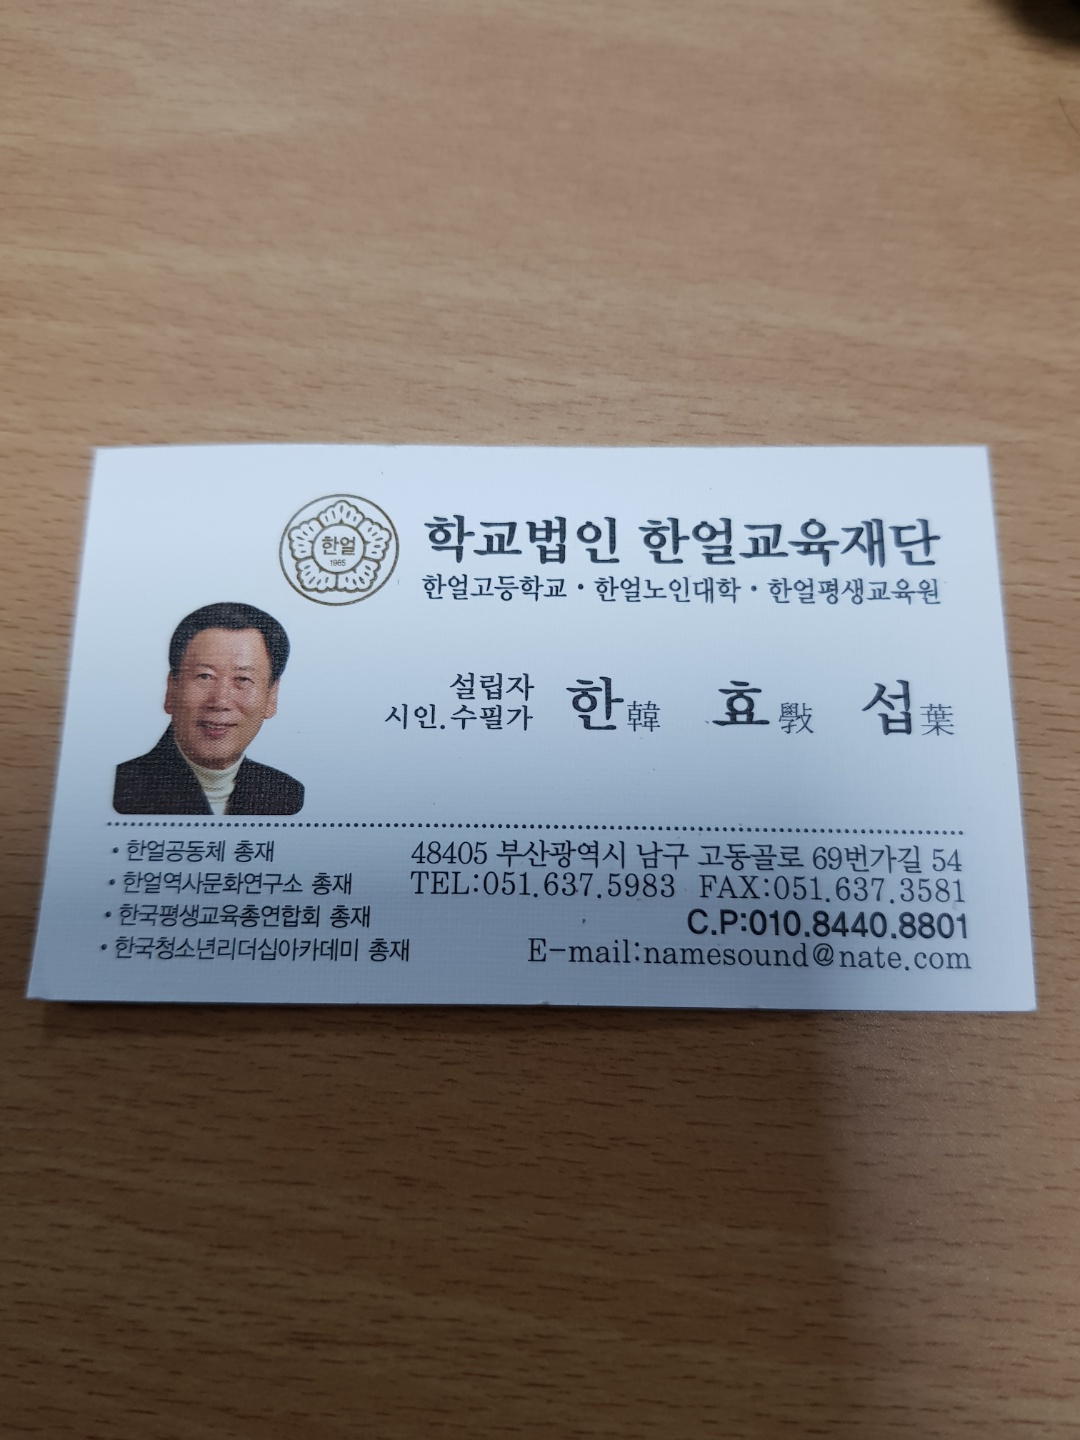 한얼
1965
학교법인 한얼교육재단
한얼고등학교 · 한얼노인대학 · 한얼평생교육원
설립자
시인.수필가
한韓 효斅 섭葉
· 한얼공동체 총재
· 한얼역사문화연구소 총재
· 한국평생교육총연합회 총재
· 한국청소년리더십아카데미 총재
48405 부산광역시 남구 고동골로 69번가길 54
TEL:051.637.5983 FAX:051.637.3581
C.P:010.8440.8801
E-mail:namesound@nate.com